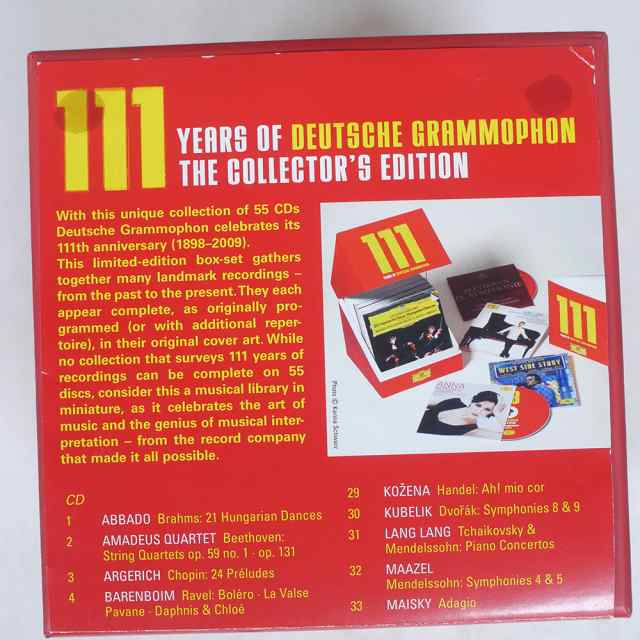 111
YEARS OF DEUTSCHE GRAMMOPHON
THE COLLECTOR'S EDITION
With this unique collection of 55 CDs
Deutsche Grammophon celebrates its
111th anniversary (1898–2009).
This limited-edition box-set gathers
together many landmark recordings –
from the past to the present. They each
appear complete, as originally pro-
grammed (or with additional reper-
toire), in their original cover art. While
no collection that surveys 111 years of
recordings can be complete on 55
discs, consider this a musical library in
miniature, as it celebrates the art of
music and the genius of musical inter-
pretation – from the record company
that made it all possible.
111
111
WEST SIDE STORY
ANNA
Photo © Karina Schwarz
CD
1 ABBADO Brahms: 21 Hungarian Dances
2 AMADEUS QUARTET Beethoven:
String Quartets op. 59 no. 1 · op. 131
3 ARGERICH Chopin: 24 Préludes
4 BARENBOIM Ravel: Boléro · La Valse
Pavane · Daphnis & Chloé
29 KOŽENA Handel: Ah! mio cor
30 KUBELIK Dvořák: Symphonies 8 & 9
31 LANG LANG Tchaikovsky &
Mendelssohn: Piano Concertos
32 MAAZEL
Mendelssohn: Symphonies 4 & 5
33 MAISKY Adagio